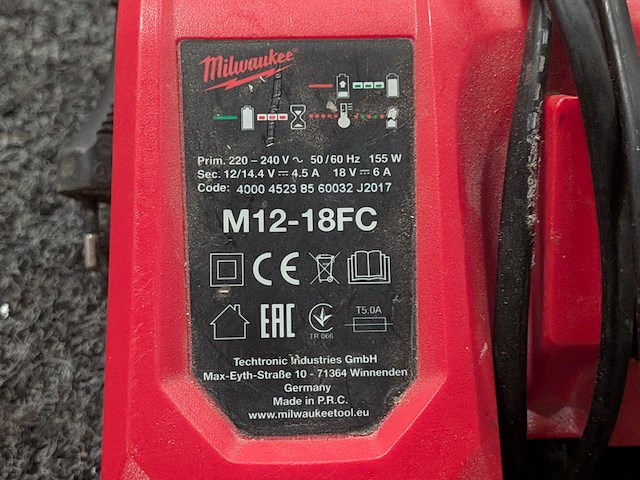 Milwaukee
Prim. 220 – 240 V ~ 50/60 Hz 155 W
Sec. 12/14.4 V ⎓ 4.5 A 18 V ⎓ 6 A
Code: 4000 4523 85 60032 J2017
M12-18FC
CE
EAC
TR 066
T5.0A
Techtronic Industries GmbH
Max-Eyth-Straße 10 - 71364 Winnenden
Germany
Made in P.R.C.
www.milwaukeetool.eu